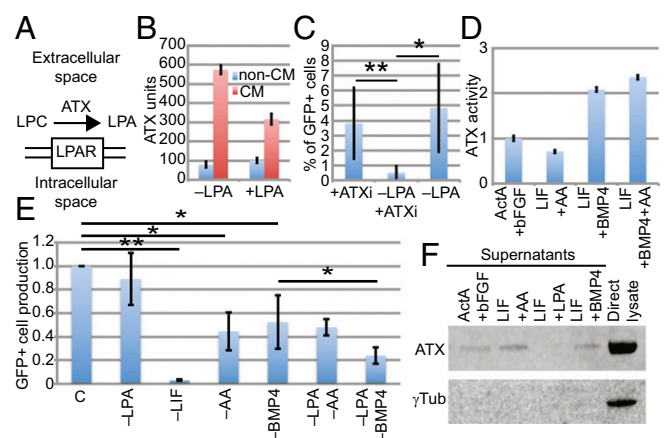 A
Extracellular
space
ATX
LPC
LPA
LPAR
Intracellular
space
B
ATX units
700
600
500
400
300
200
100
0
non-CM
CM
–LPA
+LPA
C
% of GFP+ cells
9
8
7
6
5
4
3
2
1
0
**
*
+ATXi
–LPA
+ATXi
–LPA
D
ATX activity
3
2
1
0
ActA
+bFGF
LIF
+AA
LIF
+BMP4
LIF
+BMP4+AA
E
GFP+ cell production
1.2
1.0
0.8
0.6
0.4
0.2
0
*
*
**
*
C
–LPA
–LIF
–AA
–BMP4
–LPA
–AA
–LPA
–BMP4
F
Supernatants
ActA
+bFGF
LIF
+AA
LIF
+LPA
LIF
+BMP4
Direct
lysate
ATX
γTub